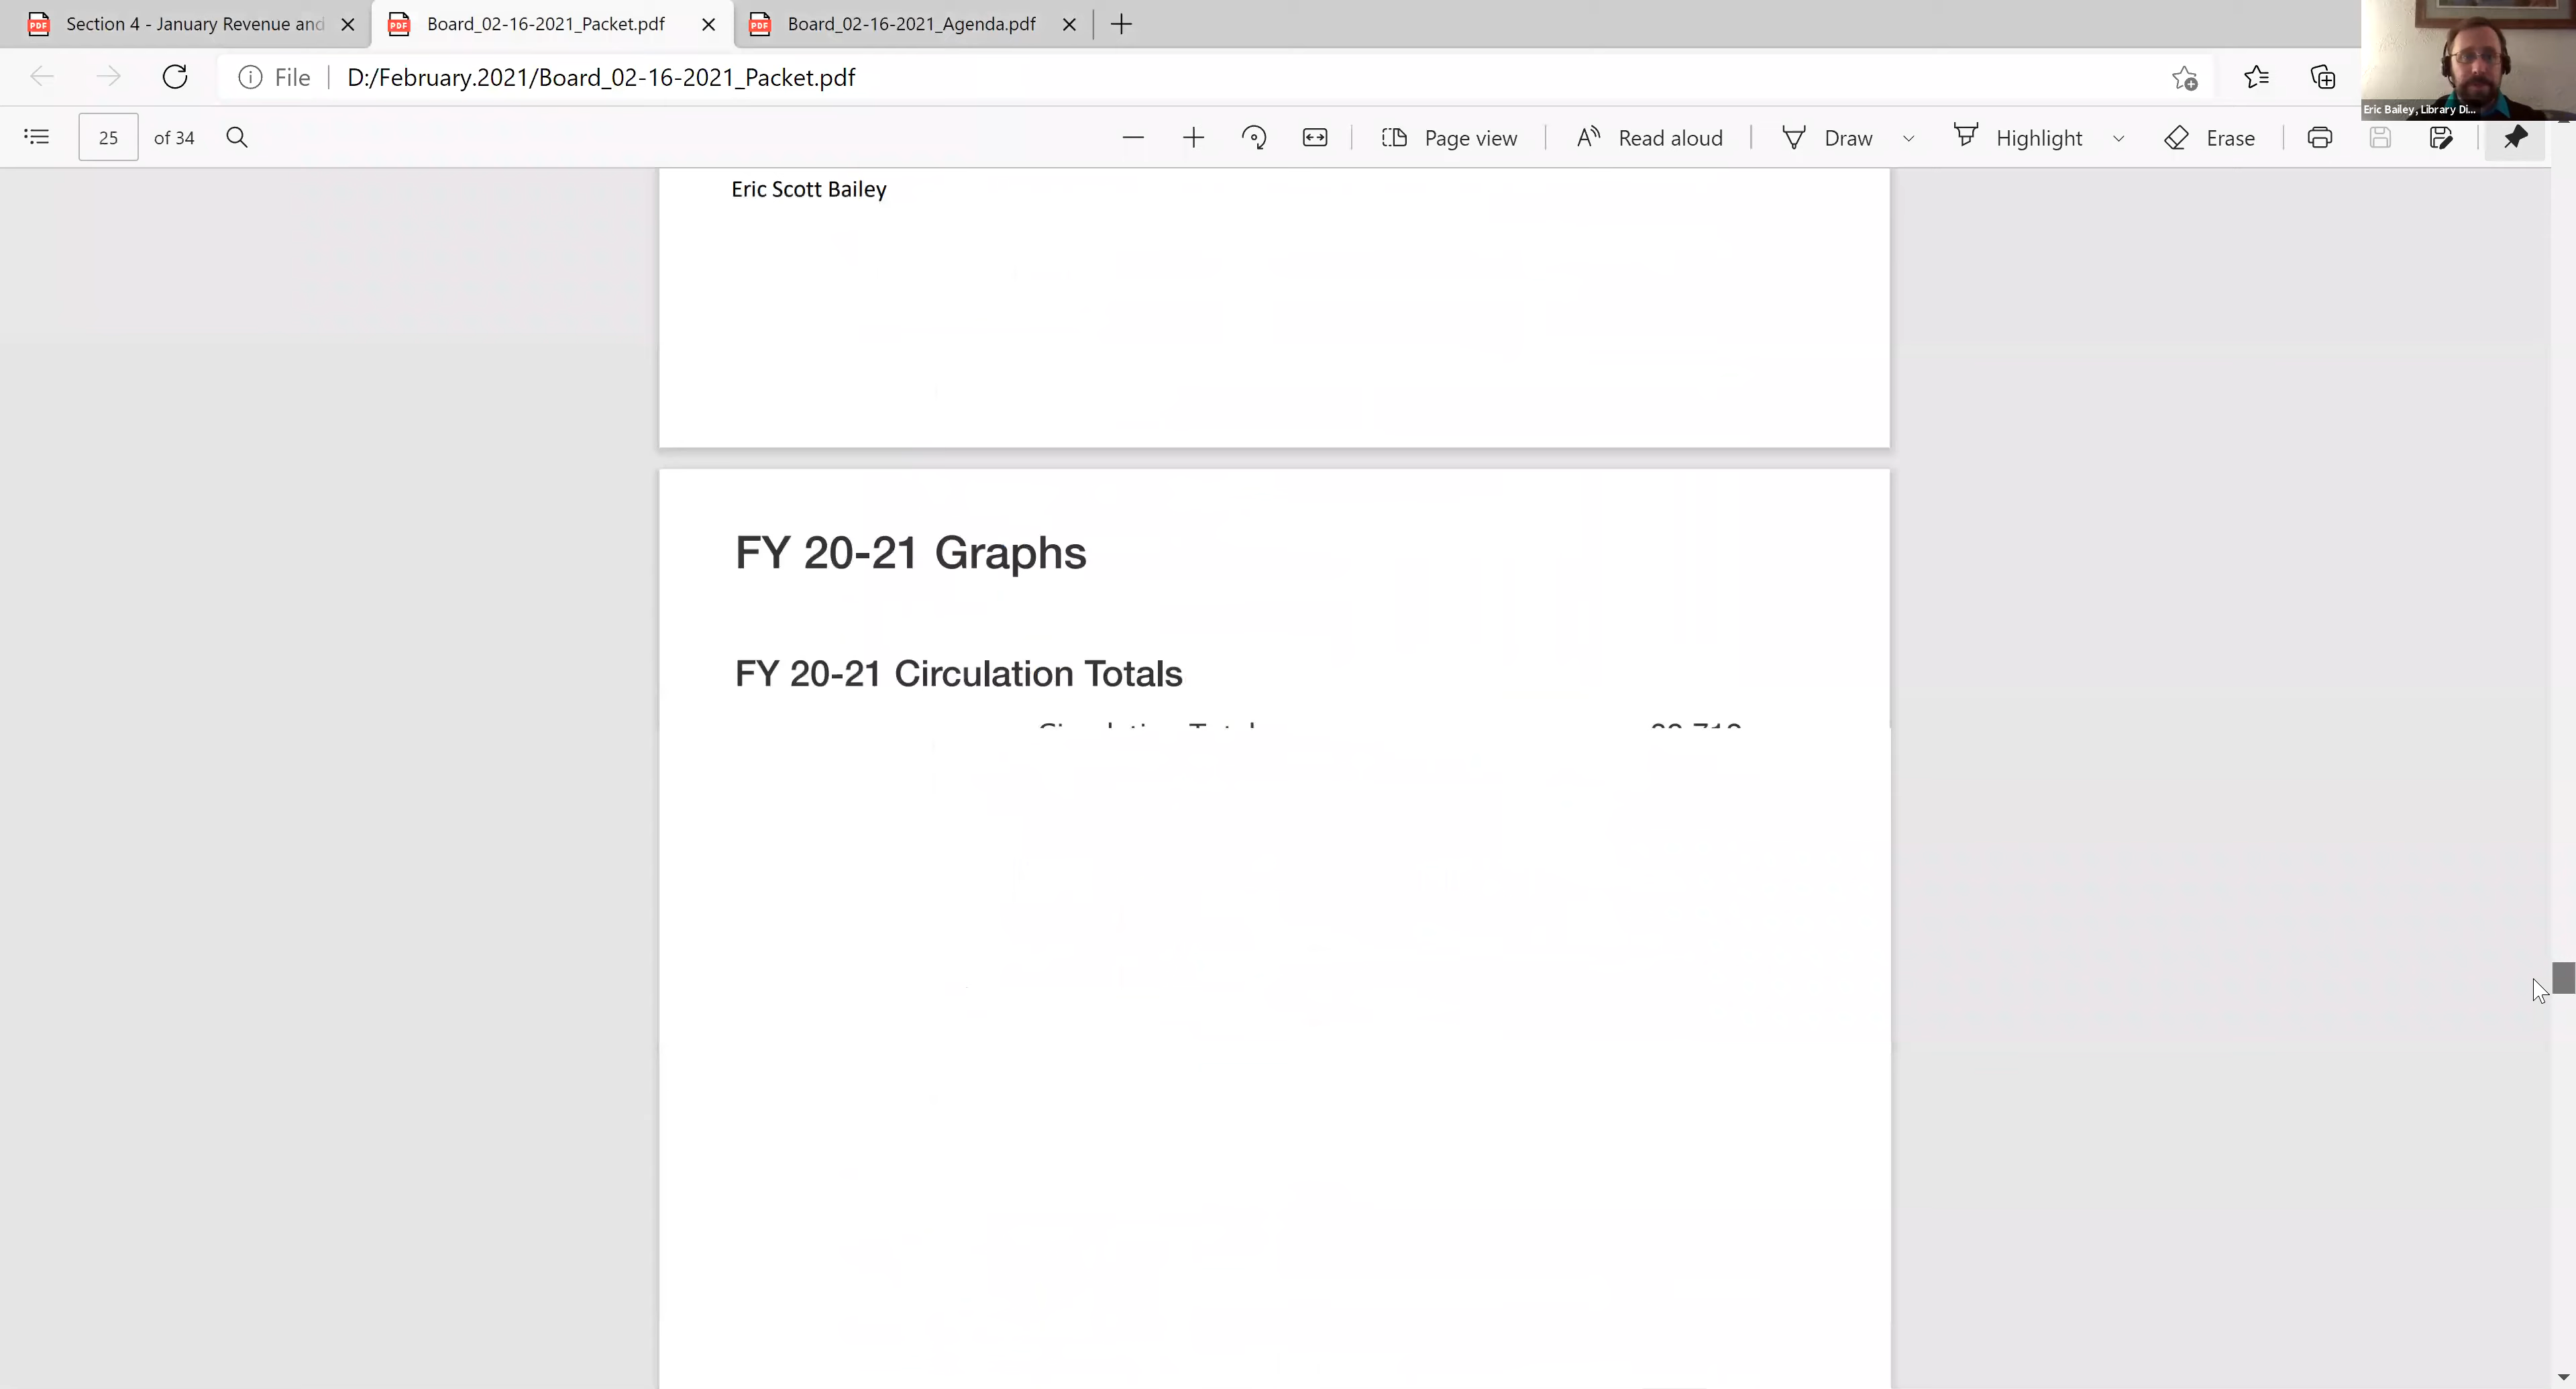 Section 4 - January Revenue and
Board_02-16-2021_Packet.pdf
Board_02-16-2021_Agenda.pdf
File
D:/February.2021/Board_02-16-2021_Packet.pdf
Eric Bailey, Library Di...
25 of 34
Page view
Read aloud
Draw
Highlight
Erase
Eric Scott Bailey
FY 20-21 Graphs
FY 20-21 Circulation Totals